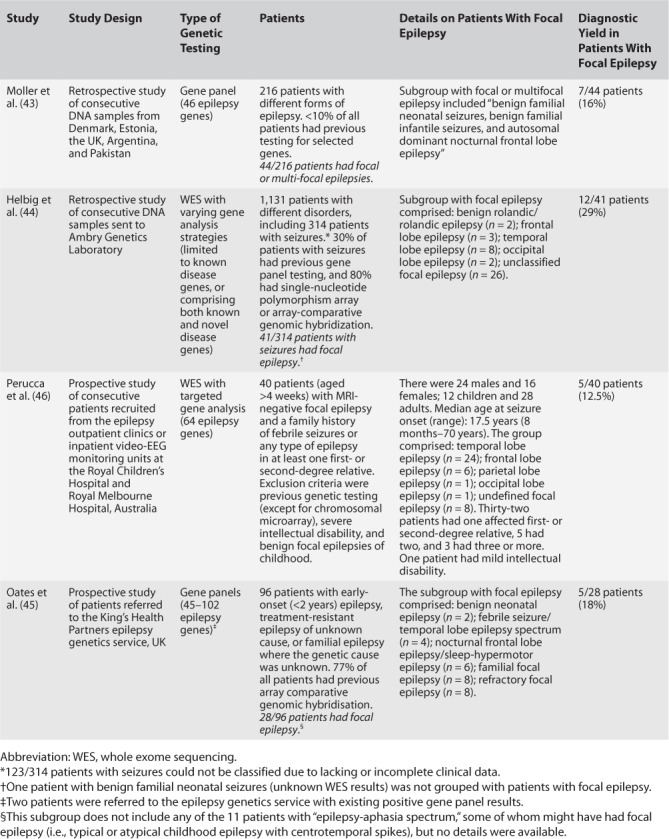 Study
Study Design
Type of
Genetic
Testing
Patients
Details on Patients With Focal
Epilepsy
Diagnostic
Yield in
Patients With
Focal Epilepsy
Moller
et al. (43)
Retrospective study
of consecutive
DNA samples from
Denmark, Estonia,
the UK, Argentina,
and Pakistan
Gene panel
(46 epilepsy
genes)
216 patients with
different forms of
epilepsy. <10% of all
patients had previous
testing for selected
genes.
44/216 patients had focal
or multi-focal epilepsies.
Subgroup with focal or multifocal
epilepsy included “benign familial
neonatal seizures, benign familial
infantile seizures, and autosomal
dominant nocturnal frontal lobe
epilepsy”
7/44 patients
(16%)
Helbig et
al. (44)
Retrospective study
of consecutive DNA
samples sent to
Ambry Genetics
Laboratory
WES with
varying gene
analysis
strategies
(limited
to known
disease
genes, or
comprising
both known
and novel
disease
genes)
1,131 patients with
different disorders,
including 314 patients
with seizures.* 30% of
patients with seizures
had previous gene
panel testing, and 80%
had single-nucleotide
polymorphism array
or array-comparative
genomic hybridization.
41/314 patients with
seizures had focal
epilepsy.†
Subgroup with focal epilepsy
comprised: benign rolandic/
rolandic epilepsy (n = 2); frontal
lobe epilepsy (n = 3); temporal
lobe epilepsy (n = 8); occipital
lobe epilepsy (n = 2); unclassified
focal epilepsy (n = 26).
12/41 patients
(29%)
Perucca
et al. (46)
Prospective study
of consecutive
patients recruited
from the epilepsy
outpatient clinics or
inpatient video-EEG
monitoring units at
the Royal Children’s
Hospital and
Royal Melbourne
Hospital, Australia
WES with
targeted gene
analysis
(64 epilepsy
genes)
40 patients (aged
>4 weeks) with MRI-
negative focal epilepsy
and a family history
of febrile seizures or
any type of epilepsy
in at least one first- or
second-degree relative.
Exclusion criteria were
previous genetic testing
(except for chromosomal
microarray), severe
intellectual disability, and
benign focal epilepsies of
childhood.
There were 24 males and 16
females; 12 children and 28
adults. Median age at seizure
onset (range): 17.5 years (8
months–70 years). The group
comprised: temporal lobe
epilepsy (n = 24); frontal lobe
epilepsy (n = 6); parietal lobe
epilepsy (n = 1); occipital lobe
epilepsy (n = 1); undefined focal
epilepsy (n = 8). Thirty-two
patients had one affected first- or
second-degree relative, 5 had
two, and 3 had three or more.
One patient had mild intellectual
disability.
5/40 patients
(12.5%)
Oates et
al. (45)
Prospective study
of patients referred
to the King’s Health
Partners epilepsy
genetics service, UK
Gene panels
(45–102
epilepsy
genes)‡
96 patients with early-
onset (<2 years) epilepsy,
treatment-resistant
epilepsy of unknown
cause, or familial epilepsy
where the genetic cause
was unknown. 77% of
all patients had previous
array comparative
genomic hybridisation.
28/96 patients had focal
epilepsy.§
The subgroup with focal epilepsy
comprised: benign neonatal
epilepsy (n = 2); febrile seizure/
temporal lobe epilepsy spectrum
(n = 4); nocturnal frontal lobe
epilepsy/sleep-hypermotor
epilepsy (n = 6); familial focal
epilepsy (n = 8); refractory focal
epilepsy (n = 8).
5/28 patients
(18%)
Abbreviation: WES, whole exome sequencing.
*123/314 patients with seizures could not be classified due to lacking or incomplete clinical data.
†One patient with benign familial neonatal seizures (unknown WES results) was not grouped with patients with focal epilepsy.
‡Two patients were referred to the epilepsy genetics service with existing positive gene panel results.
§This subgroup does not include any of the 11 patients with “epilepsy-aphasia spectrum,” some of whom might have had focal
epilepsy (i.e., typical or atypical childhood epilepsy with centrotemporal spikes), but no details were available.